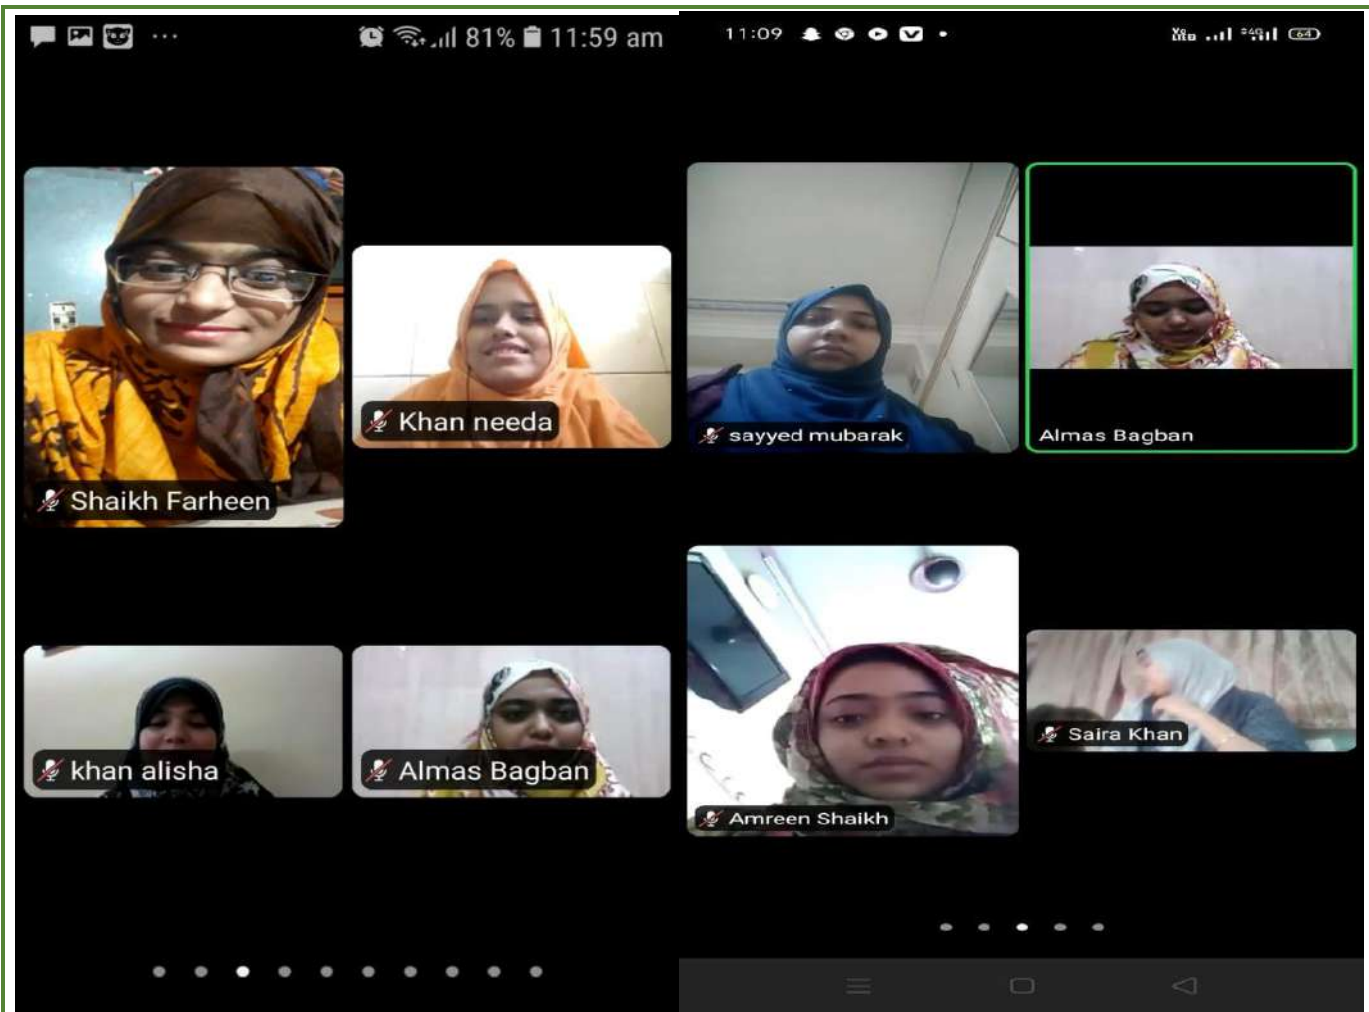 81% 11:59 am
Shaikh Farheen
Khan needa
khan alisha
Almas Bagban
11:09
64
sayyed mubarak
Almas Bagban
Amreen Shaikh
Saira Khan